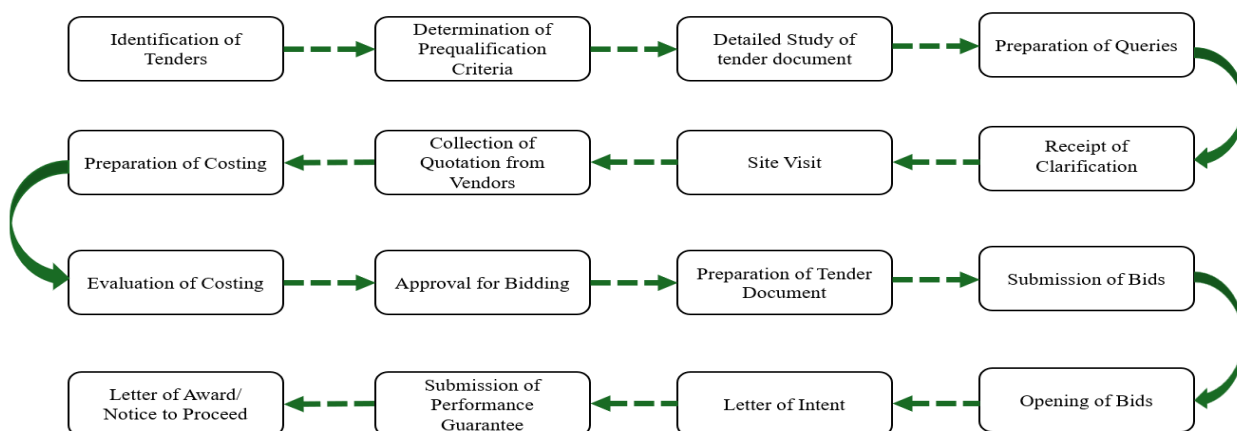 Identification of
Tenders
Determination of
Prequalification
Criteria
Detailed Study of
tender document
Preparation of Queries
Receipt of
Clarification
Site Visit
Collection of
Quotation from
Vendors
Preparation of Costing
Evaluation of Costing
Approval for Bidding
Preparation of Tender
Document
Submission of Bids
Opening of Bids
Letter of Intent
Submission of
Performance
Guarantee
Letter of Award/
Notice to Proceed